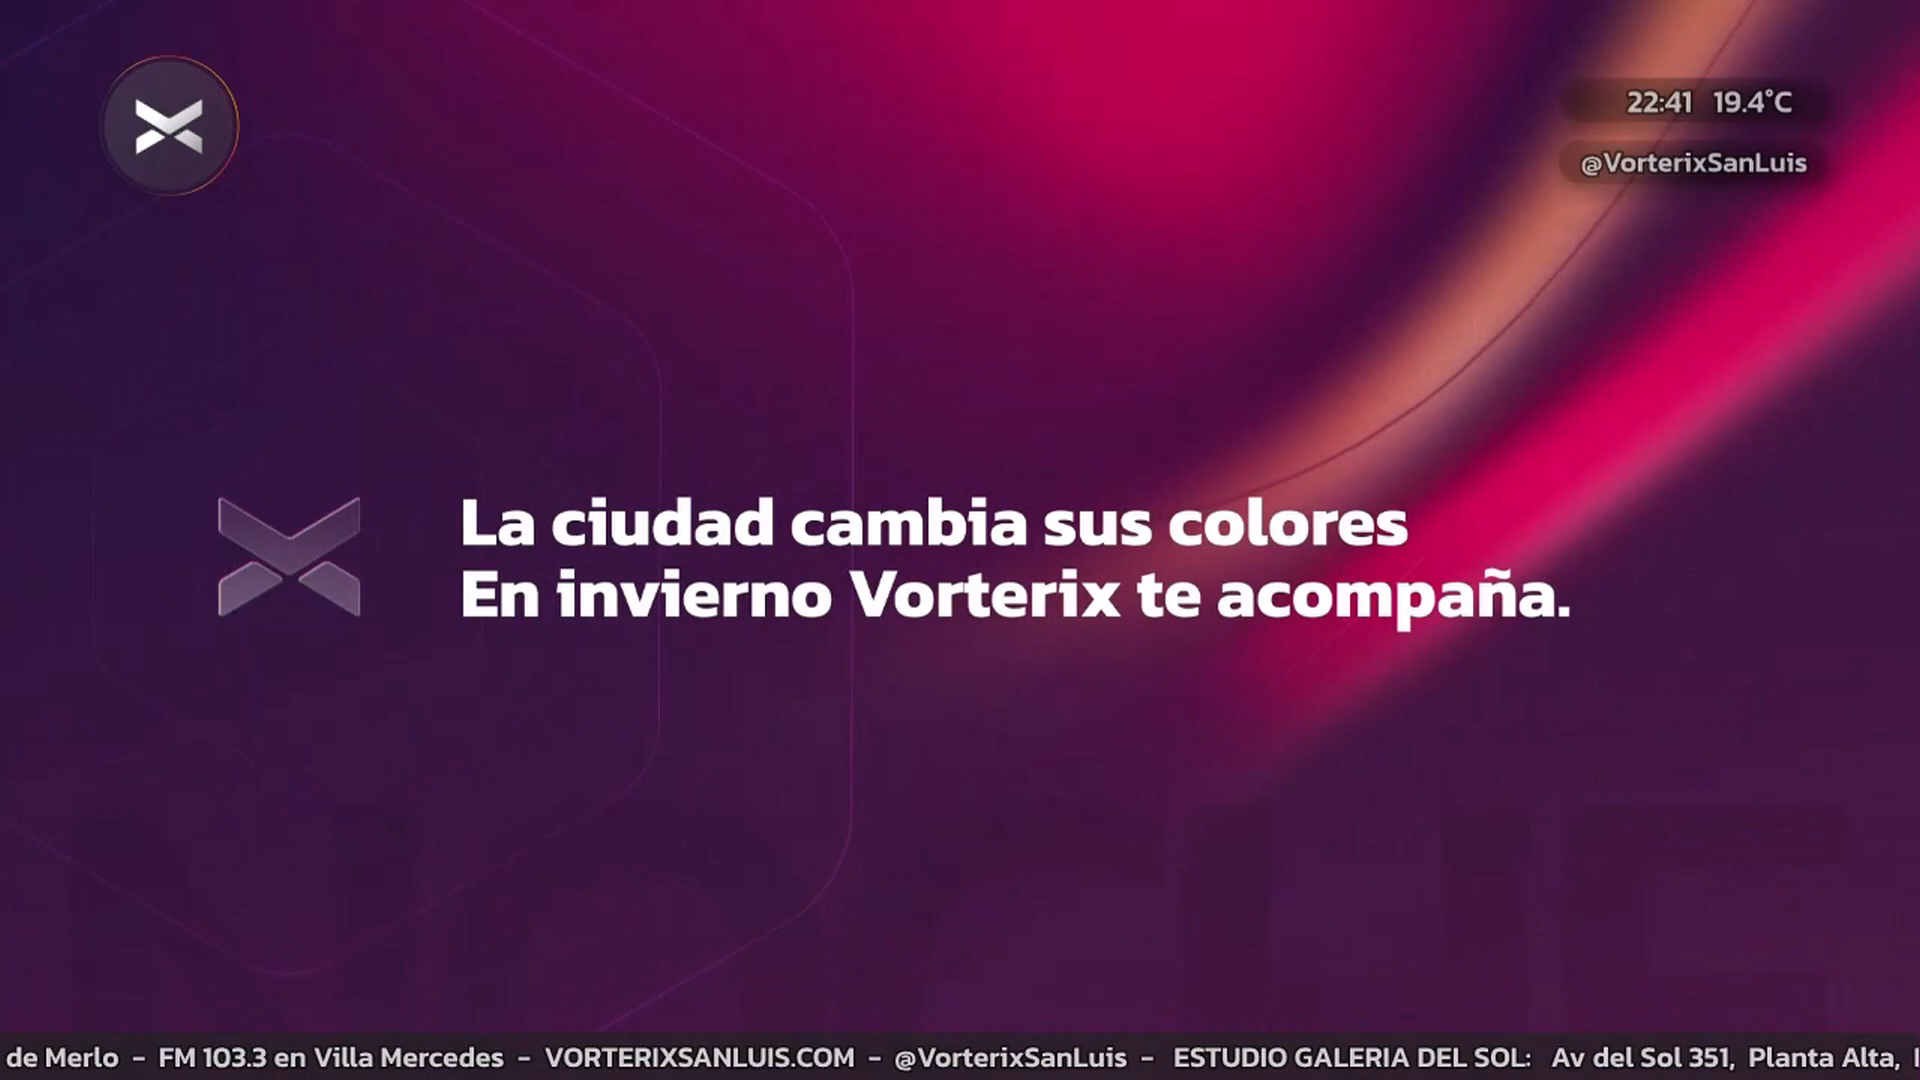 22:41 19.4°C
@VorterixSanLuis
La ciudad cambia sus colores
En invierno Vorterix te acompaña.
de Merlo - FM 103.3 en Villa Mercedes - VORTERIXSANLUIS.COM - @VorterixSanLuis - ESTUDIO GALERIA DEL SOL: Av del Sol 351, Planta Alta,